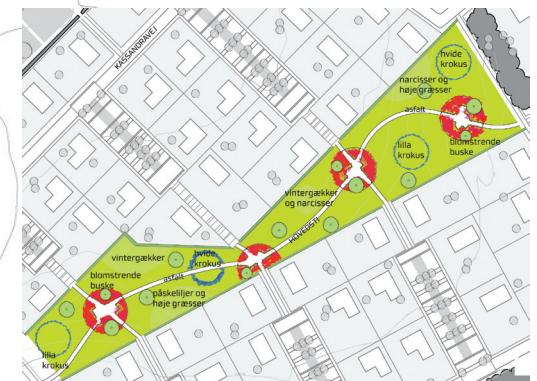 KASSANDRAVEJ
hvide
krokus
narcisser og
høje græsser
asfalt
blomstrende
buske
lilla
krokus
vintergækker
og narcisser
HOVEDSTI
vintergækker
hvide
krokus
asfalt
blomstrende
buske
påskeliljer og
høje græsser
lilla
krokus